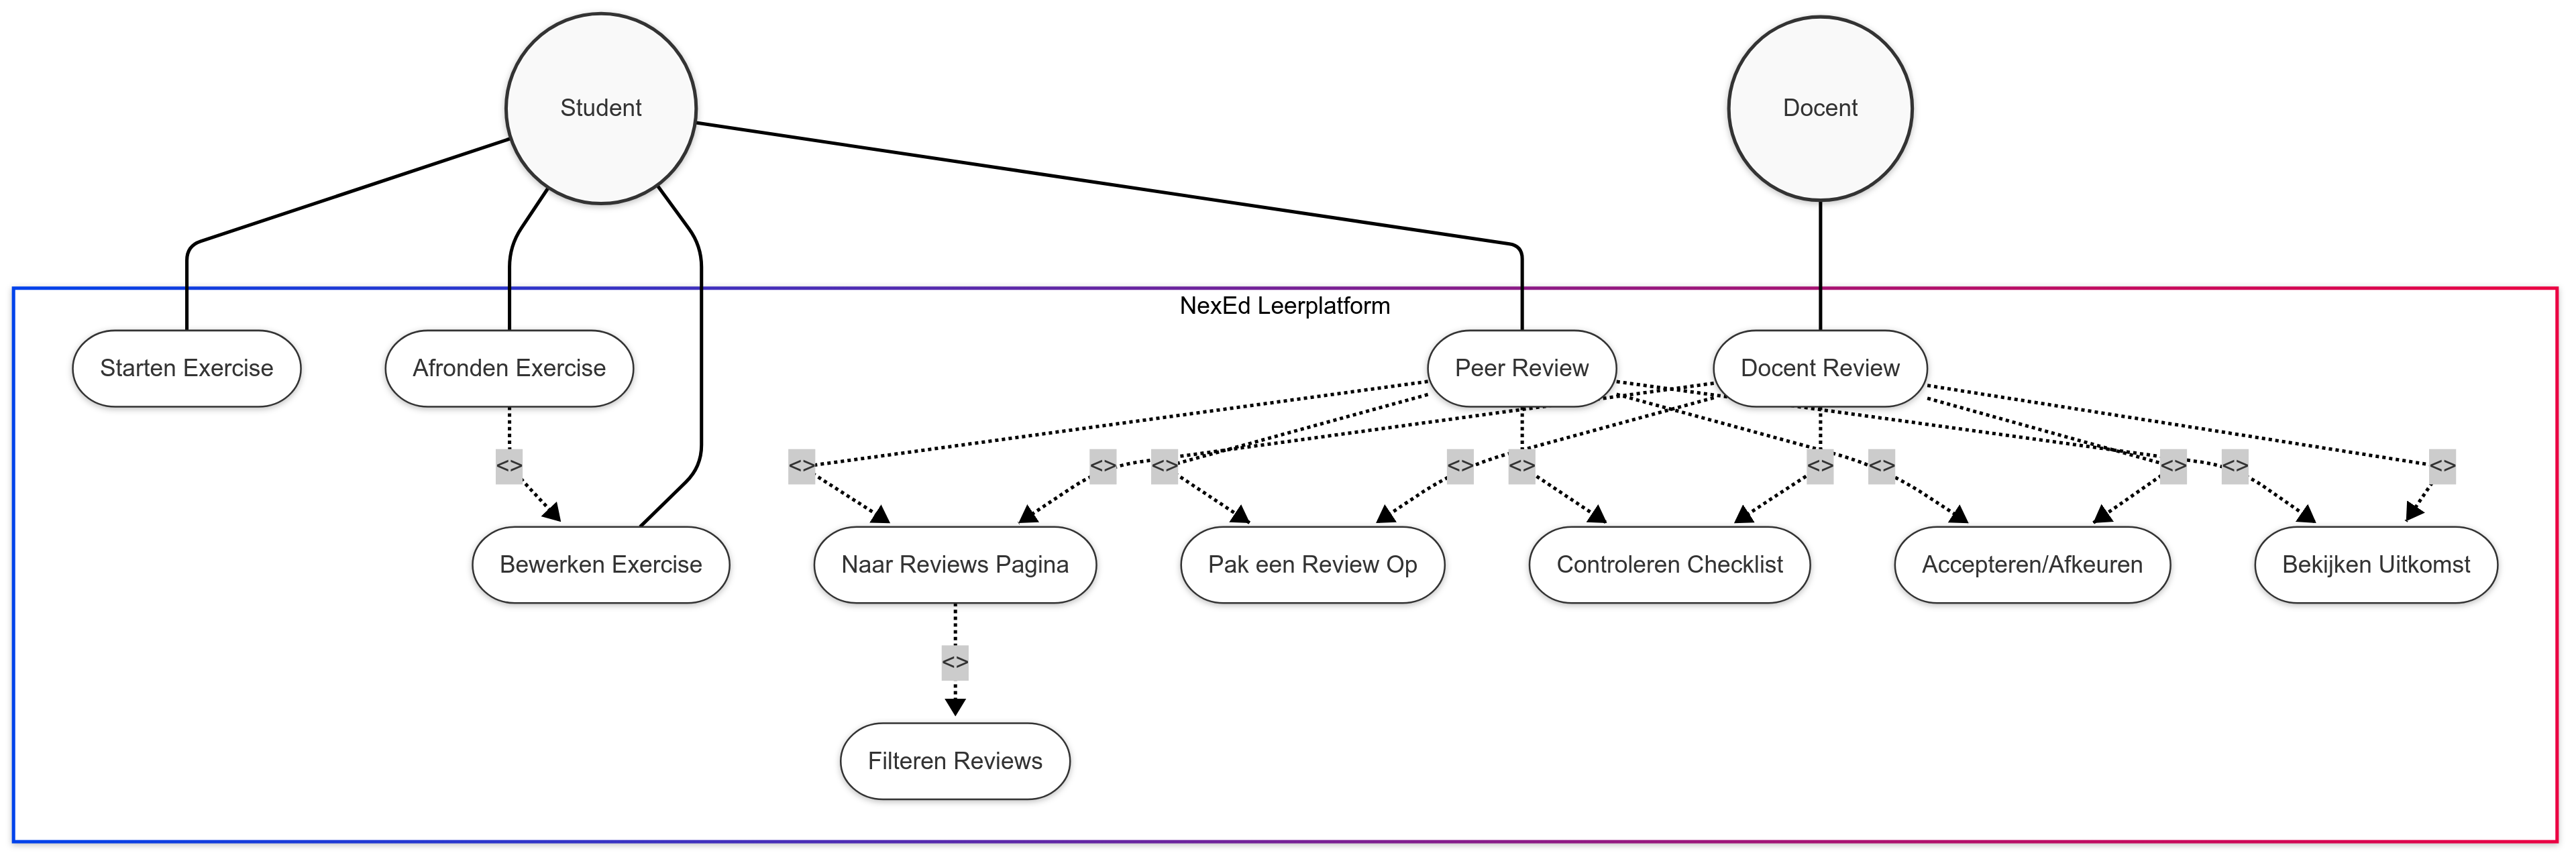 Student
Docent
NexEd Leerplatform
Starten Exercise
Afronden Exercise
Peer Review
Docent Review
<>
<>
<>
<>
<>
<>
<>
<>
<>
<>
<>
Bewerken Exercise
Naar Reviews Pagina
Pak een Review Op
Controleren Checklist
Accepteren/Afkeuren
Bekijken Uitkomst
<>
Filteren Reviews